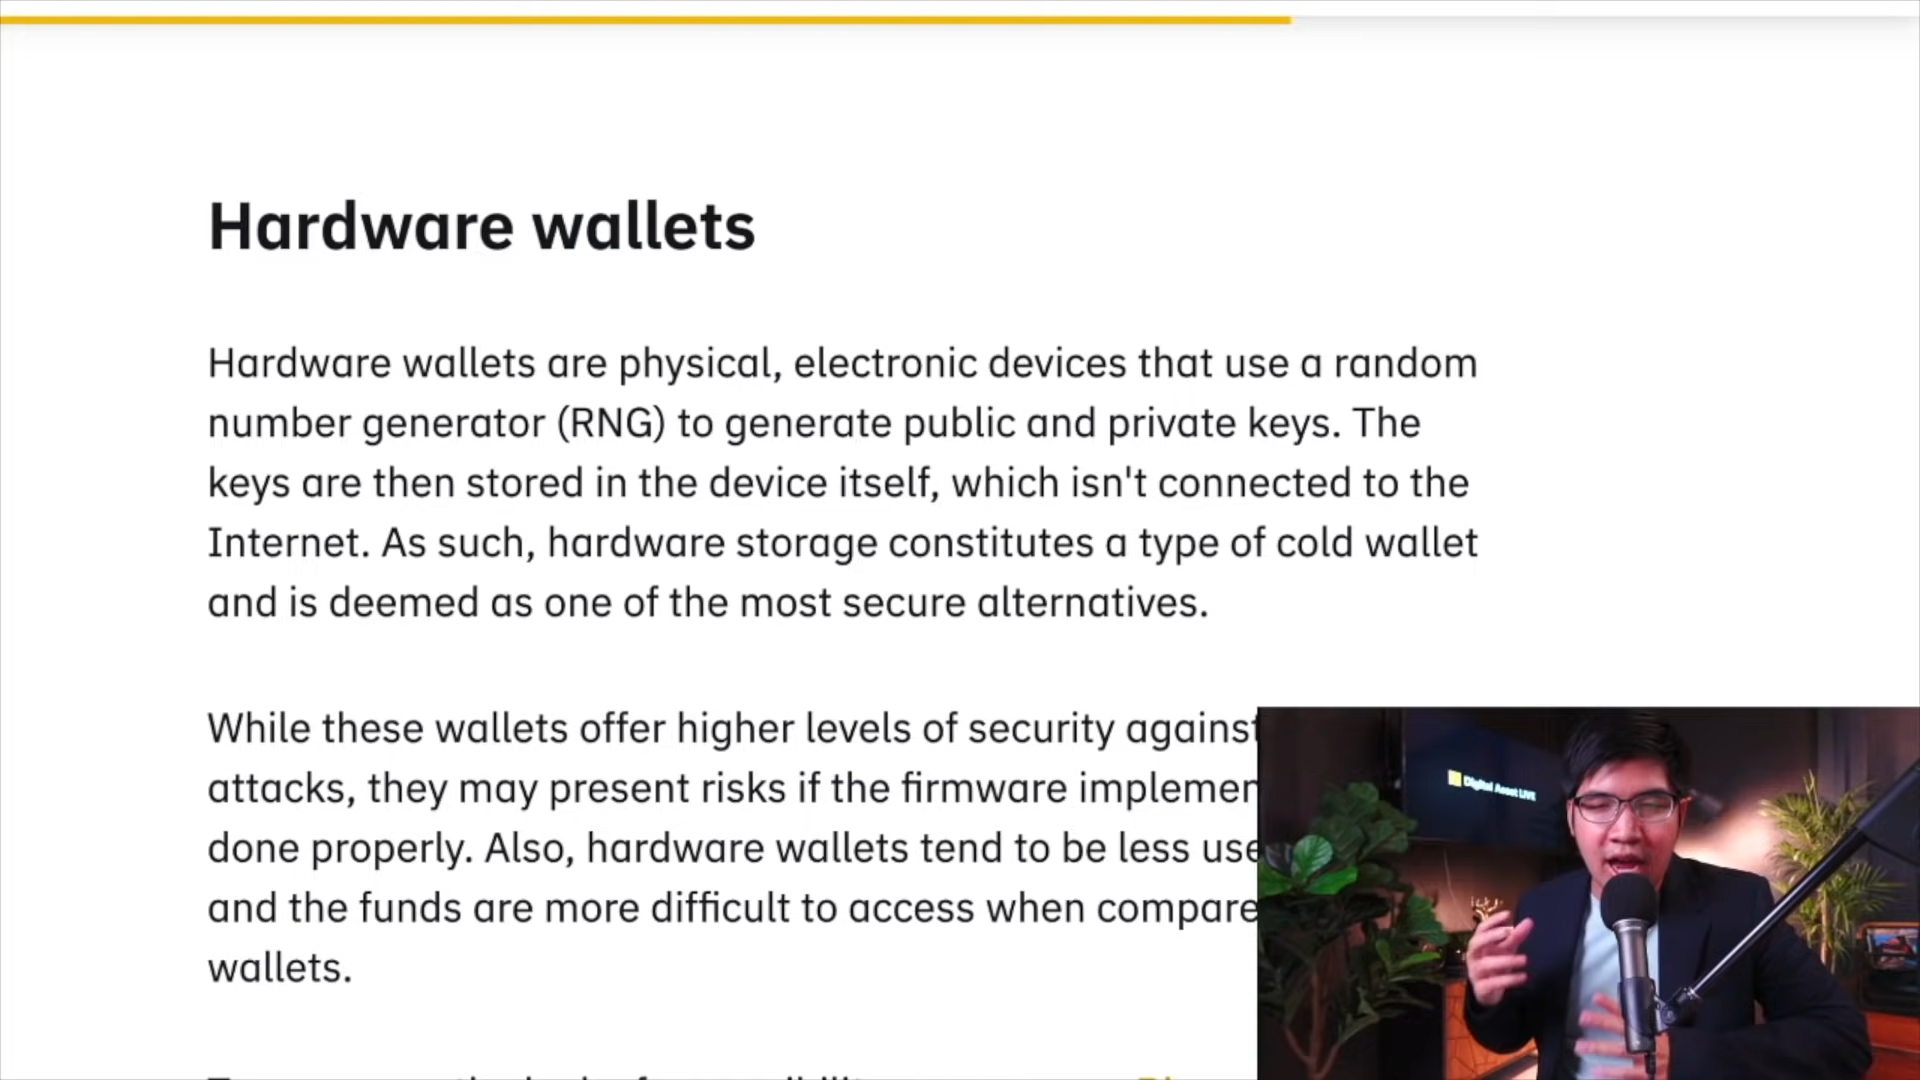 Hardware wallets
Hardware wallets are physical, electronic devices that use a random
number generator (RNG) to generate public and private keys. The
keys are then stored in the device itself, which isn't connected to the
Internet. As such, hardware storage constitutes a type of cold wallet
and is deemed as one of the most secure alternatives.
While these wallets offer higher levels of security against
attacks, they may present risks if the firmware implemen
done properly. Also, hardware wallets tend to be less use
and the funds are more difficult to access when compare
wallets.
Digital Asset LIVE